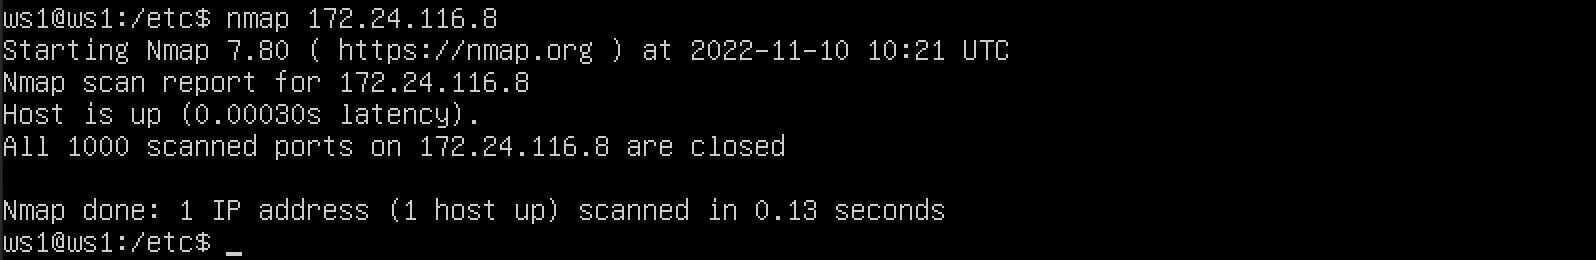 ws1@ws1:/etc$ nmap 172.24.116.8
Starting Nmap 7.80 ( https://nmap.org ) at 2022-11-10 10:21 UTC
Nmap scan report for 172.24.116.8
Host is up (0.00030s latency).
All 1000 scanned ports on 172.24.116.8 are closed

Nmap done: 1 IP address (1 host up) scanned in 0.13 seconds
ws1@ws1:/etc$ _